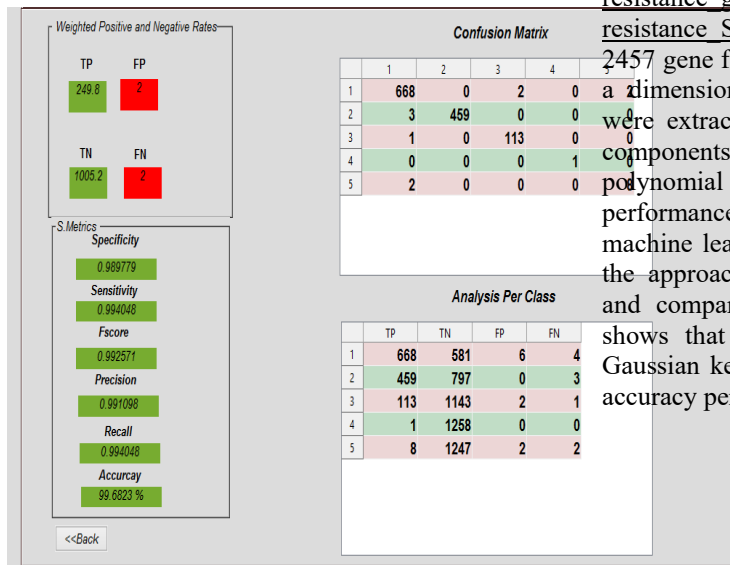 Weighted Positive and Negative Rates
TP FP
249.8 2
TN FN
1005.2 2
S.Metrics
Specificity
0.989779
Sensitivity
0.994048
Fscore
0.992571
Precision
0.991098
Recall
0.994048
Accurcay
99.6823 %
<<Back
Confusion Matrix
1 2 3 4 5
1 668 0 2 0 2
2 3 459 0 0 0
3 1 0 113 0 0
4 0 0 0 1 0
5 2 0 0 0 8
Analysis Per Class
TP TN FP FN
1 668 581 6 4
2 459 797 0 3
3 113 1143 2 1
4 1 1258 0 0
5 8 1247 2 2
resistance_S
2457 gene f
a dimension
were extrac
components
polynomial
performance
machine lea
the approac
and compar
shows that
Gaussian ke
accuracy pe